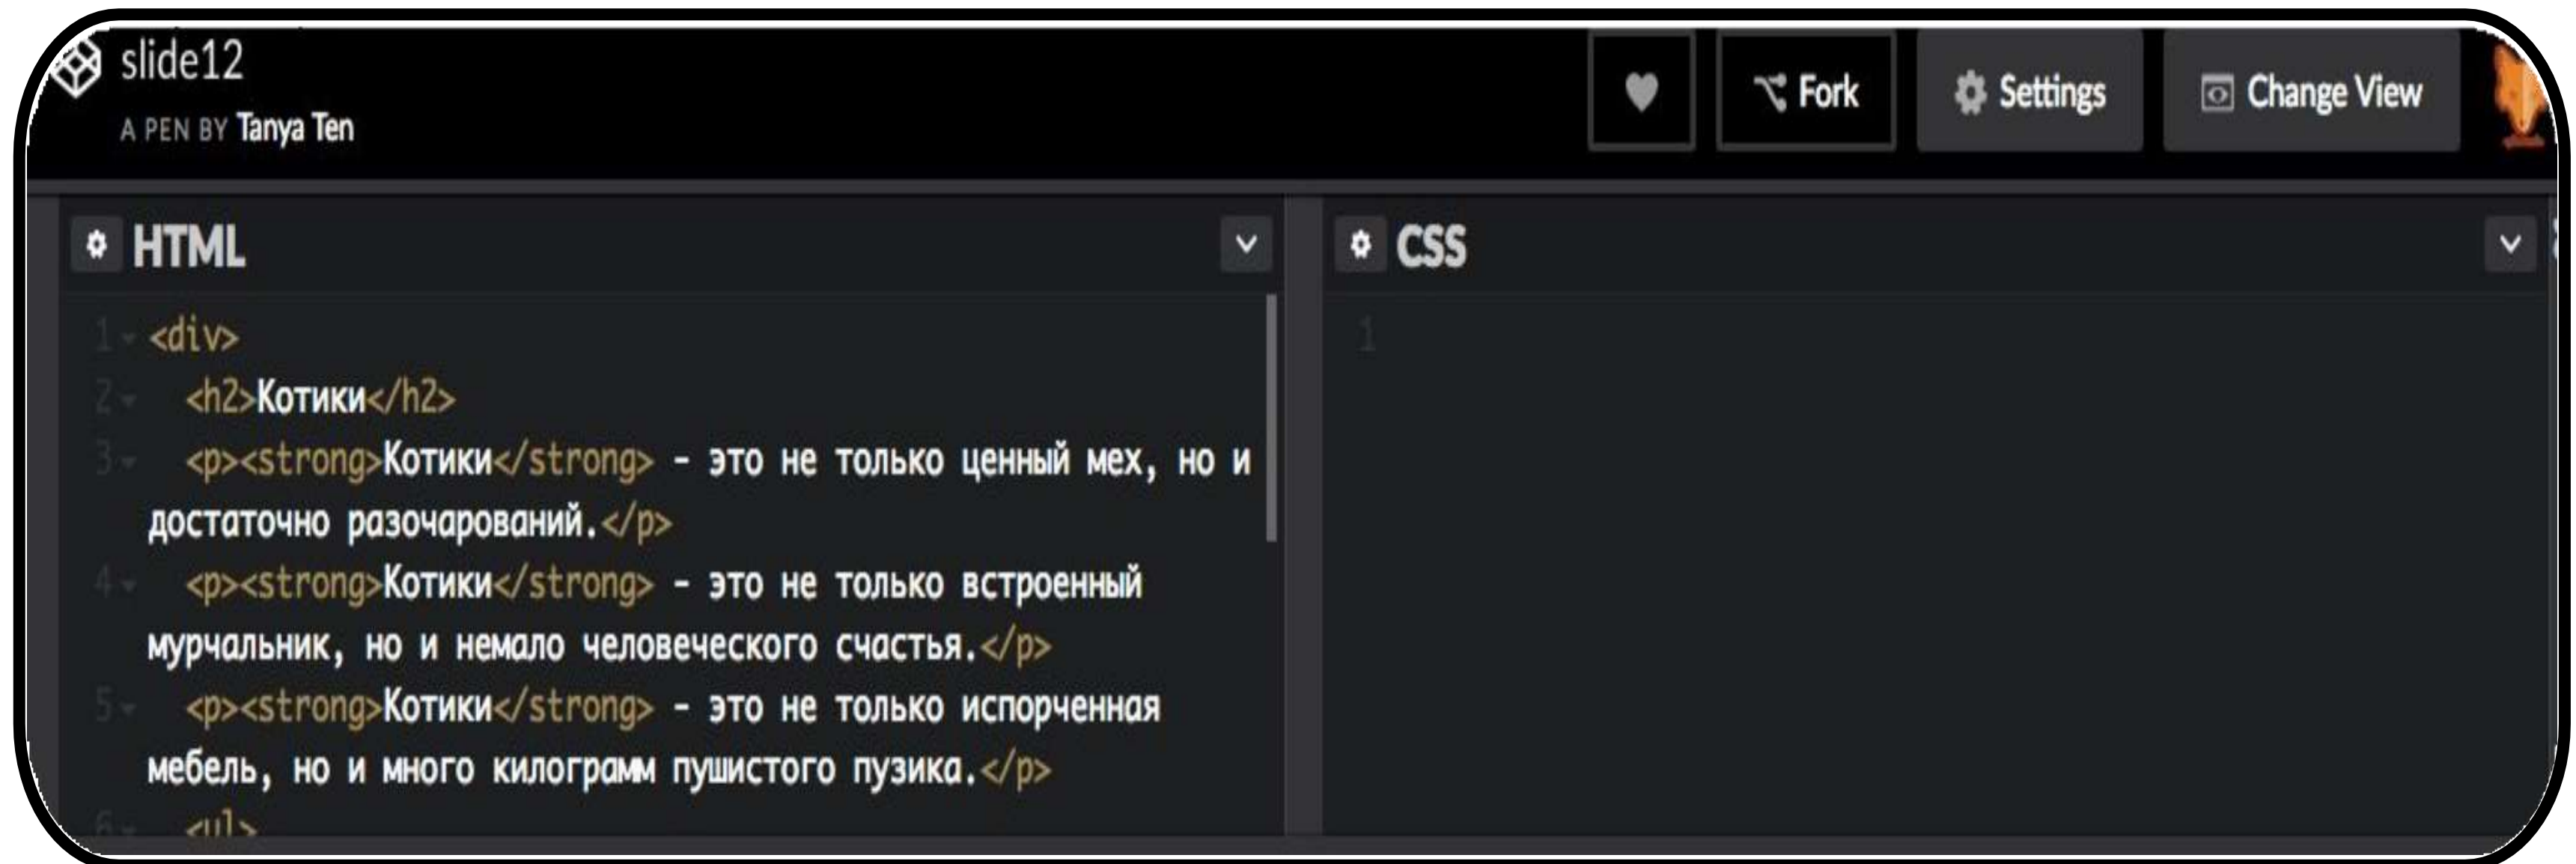 slide12
A PEN BY Tanya Ten
Fork
Settings
Change View
HTML
CSS
1 <div>
2 <h2>Котики</h2>
3 <p><strong>Котики</strong> - это не только ценный мех, но и
достаточно разочарований.</p>
4 <p><strong>Котики</strong> - это не только встроенный
мурчальник, но и немало человеческого счастья.</p>
5 <p><strong>Котики</strong> - это не только испорченная
мебель, но и много килограмм пушистого пузика.</p>
6 <ul>
1